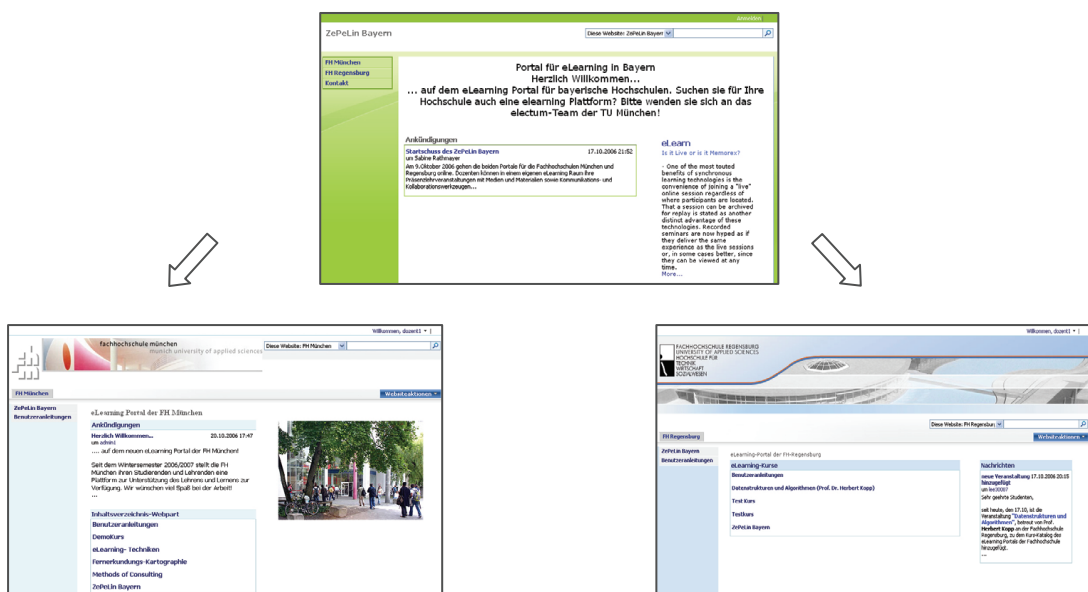 Anmelden |
ZePeLin Bayern
Diese Website: ZePeLin Bayern
FH München
FH Regensburg
Kontakt
Portal für eLearning in Bayern
Herzlich Willkommen...
... auf dem eLearning Portal für bayerische Hochschulen. Suchen sie für Ihre
Hochschule auch eine elearning Plattform? Bitte wenden sie sich an das
electum-Team der TU München!
Ankündigungen
Startschuss des ZePeLin Bayern 17.10.2006 21:52
um Sabine Rathmayer
Am 9.Oktober 2006 gehen die beiden Portale für die Fachhochschulen München und
Regensburg online. Dozenten können in einem eigenen eLearning Raum ihre
Präsenzlehrveranstaltungen mit Medien und Materialien sowie Kommunikations- und
Kollaborationswerkzeugen...
eLearn
Is it Live or is it Memorex?
- One of the most touted
benefits of synchronous
learning technologies is the
convenience of joining a "live"
online session regardless of
where participants are located.
That a session can be archived
for replay is stated as another
distinct advantage of these
technologies. Recorded
seminars are now hyped as if
they deliver the same
experience as the live sessions
or, in some cases better, since
they can be viewed at any
time.
More...
Willkommen, dozent1 |
fachhochschule münchen
munich university of applied sciences
Diese Website: FH München
FH München
Websiteaktionen
ZePeLin Bayern
Benutzeranleitungen
eLearning Portal der FH München
Ankündigungen
Herzlich Willkommen... 20.10.2006 17:47
um admin1
.... auf dem neuen eLearning Portal der FH München!
Seit dem Wintersemester 2006/2007 stellt die FH
München ihren Studierenden und Lehrenden eine
Plattform zur Unterstützung des Lehrens und Lernens zur
Verfügung. Wir wünschen viel Spaß bei der Arbeit!
...
Inhaltsverzeichnis-Webpart
Benutzeranleitungen
DemoKurs
eLearning- Techniken
Fernerkundungs-Kartographie
Methods of Consulting
ZePeLin Bayern
Willkommen, dozent1 |
FACHHOCHSCHULE REGENSBURG
UNIVERSITY OF APPLIED SCIENCES
HOCHSCHULE FÜR
TECHNIK
WIRTSCHAFT
SOZIALWESEN
Diese Website: FH Regensbur
FH Regensburg
Websiteaktionen
ZePeLin Bayern
Benutzeranleitungen
eLearning-Portal der FH-Regensburg
eLearning-Kurse
Benutzeranleitungen
Datenstrukturen und Algorithmen (Prof. Dr. Herbert Kopp)
Test Kurs
Testkurs
ZePeLin Bayern
Nachrichten
neue Veranstaltung 17.10.2006 20:15
hinzugefügt
um
Sehr geehrte Studenten,
seit heute, den 17.10, ist die
Veranstaltung "Datenstrukturen und
Algorithmen", betreut von Prof.
Herbert Kopp an der Fachhochschule
Regensburg, zu dem Kurs-Katalog des
eLearning Portals der Fachhochschule
hinzugefügt.
...